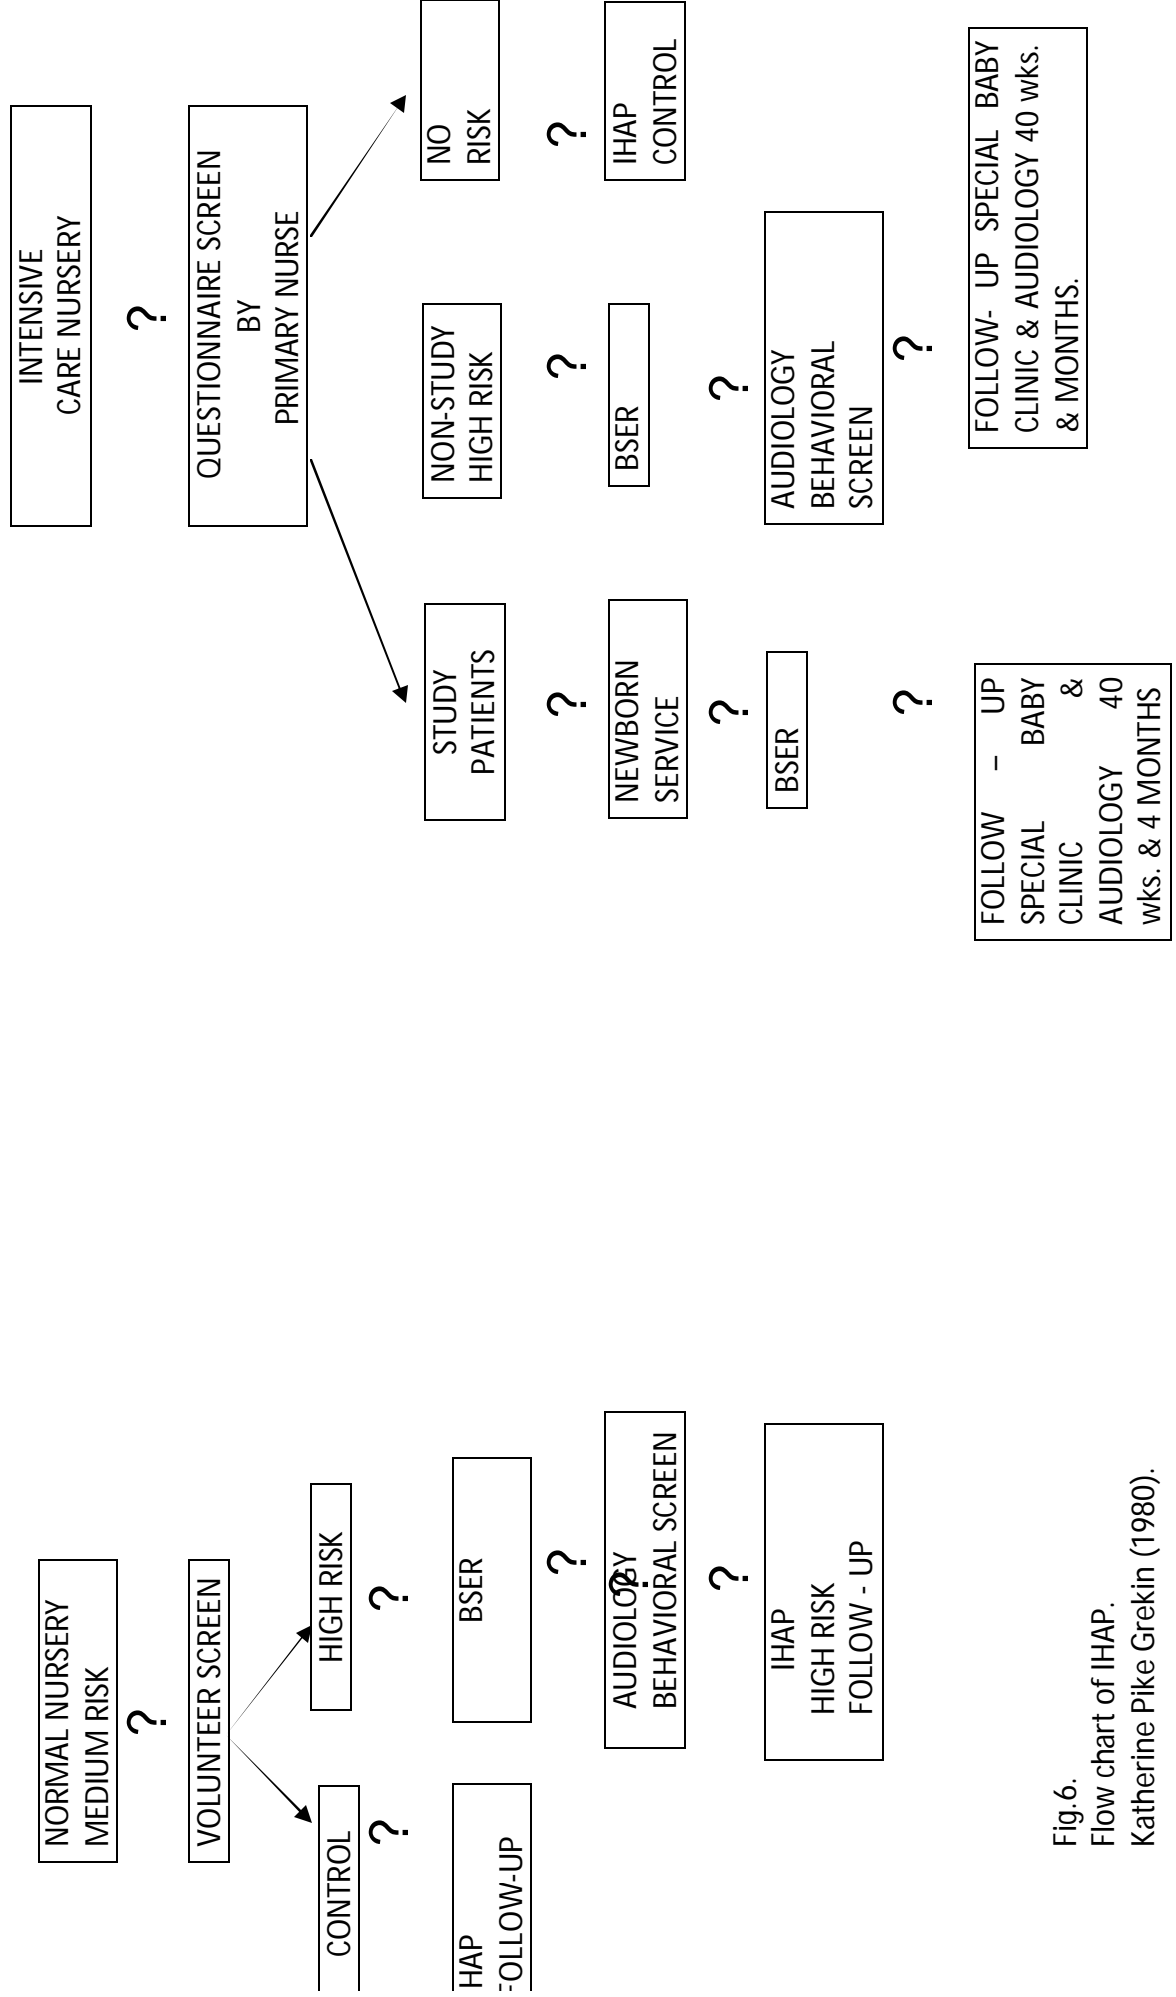 NORMAL NURSERY
MEDIUM RISK
?
VOLUNTEER SCREEN
CONTROL
?
HAP
FOLLOW-UP
HIGH RISK
?
BSER
?
?
AUDIOLOGY
BEHAVIORAL SCREEN
?
IHAP
HIGH RISK
FOLLOW - UP
INTENSIVE
CARE NURSERY
?
QUESTIONNAIRE SCREEN
BY
PRIMARY NURSE
STUDY
PATIENTS
?
NEWBORN
SERVICE
?
BSER
?
FOLLOW – UP
SPECIAL BABY
CLINIC &
AUDIOLOGY 40
wks. & 4 MONTHS
NON-STUDY
HIGH RISK
?
BSER
?
AUDIOLOGY
BEHAVIORAL
SCREEN
?
FOLLOW- UP SPECIAL BABY
CLINIC & AUDIOLOGY 40 wks.
& MONTHS.
NO
RISK
?
IHAP
CONTROL
Fig.6.
Flow chart of IHAP.
Katherine Pike Grekin (1980).